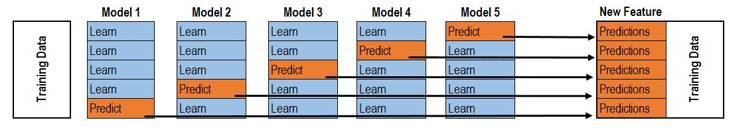 Model 1 Model 2 Model 3 Model 4 Model 5 New Feature
Training Data
Learn Learn Learn Learn Predict Predictions
Learn Learn Learn Predict Learn Predictions
Learn Learn Predict Learn Learn Predictions
Learn Predict Learn Learn Learn Predictions
Predict Learn Learn Learn Learn Predictions
Training Data